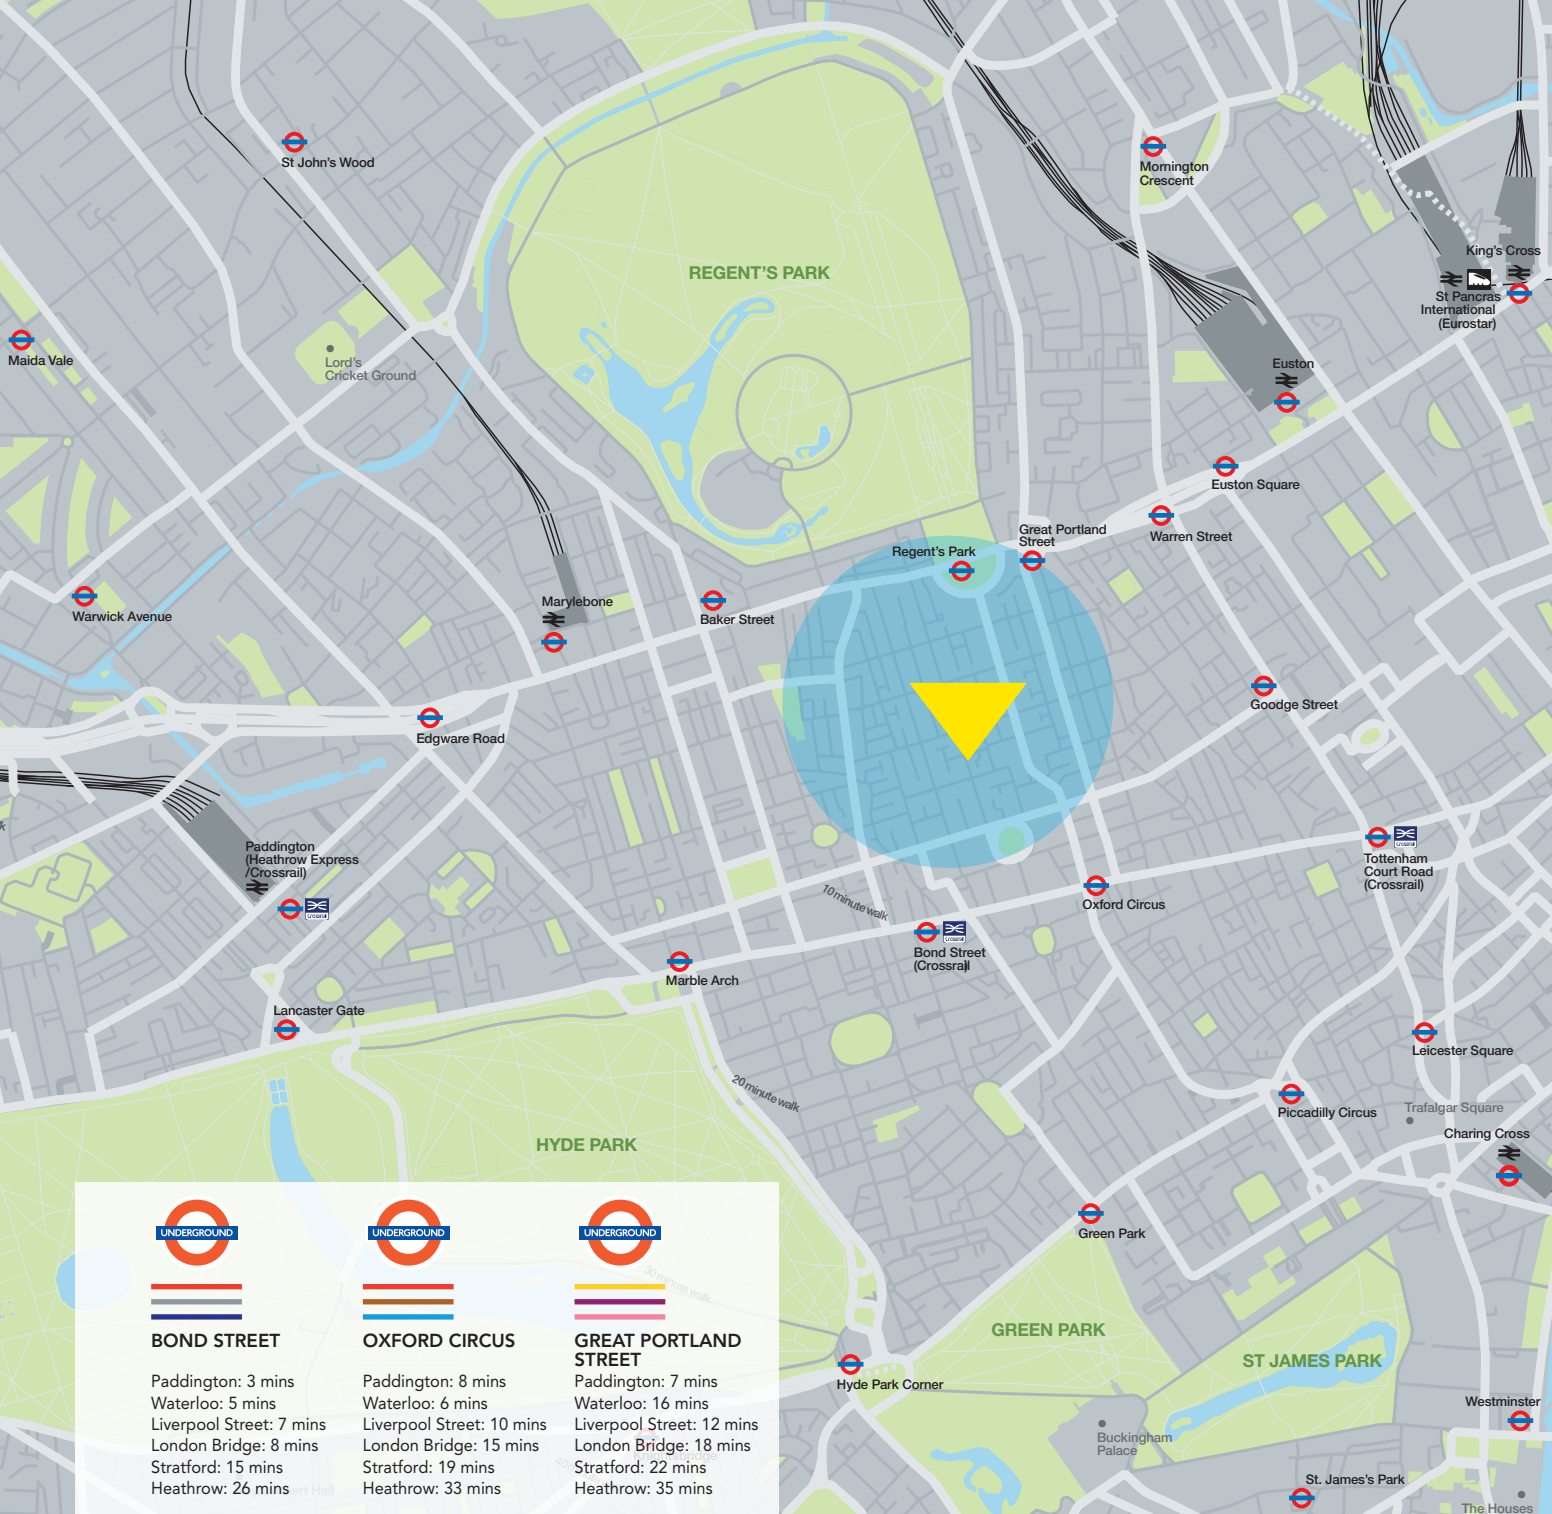 St John's Wood
Mornington
Crescent
King's Cross
REGENT'S PARK
St Pancras
International
(Eurostar)
Maida Vale
Lord's
Cricket Ground
Euston
Euston Square
Great Portland
Street
Warren Street
Regent's Park
Marylebone
Baker Street
Warwick Avenue
Goodge Street
Edgware Road
Paddington
(Heathrow Express
/Crossrail)
Crossrail
Crossrail
Tottenham
Court Road
(Crossrail)
10 minute walk
Oxford Circus
Crossrail
Bond Street
(Crossrail)
Marble Arch
Lancaster Gate
Leicester Square
20 minute walk
Piccadilly Circus
Trafalgar Square
Charing Cross
HYDE PARK
Green Park
30 minute walk
GREEN PARK
ST JAMES PARK
Hyde Park Corner
Buckingham
Palace
Westminster
Knightsbridge
St. James's Park
The Houses
UNDERGROUND
BOND STREET
Paddington: 3 mins
Waterloo: 5 mins
Liverpool Street: 7 mins
London Bridge: 8 mins
Stratford: 15 mins
Heathrow: 26 mins
UNDERGROUND
OXFORD CIRCUS
Paddington: 8 mins
Waterloo: 6 mins
Liverpool Street: 10 mins
London Bridge: 15 mins
Stratford: 19 mins
Heathrow: 33 mins
UNDERGROUND
GREAT PORTLAND
STREET
Paddington: 7 mins
Waterloo: 16 mins
Liverpool Street: 12 mins
London Bridge: 18 mins
Stratford: 22 mins
Heathrow: 35 mins